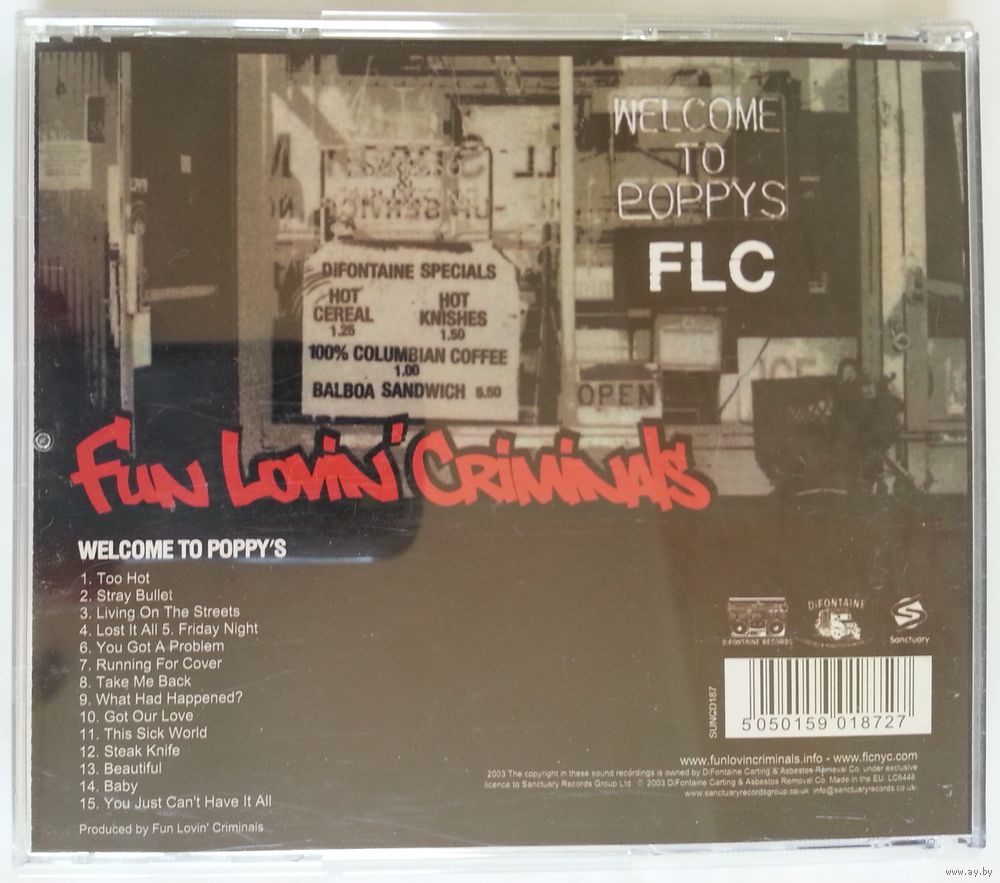 WELCOME
TO
POPPYS
FLC
DIFONTAINE SPECIALS
HOT CEREAL 1.25
HOT KNISHES 1.50
100% COLUMBIAN COFFEE
1.00
BALBOA SANDWICH 5.50
OPEN
ICE
Fun Lovin' Criminals
WELCOME TO POPPY'S
1. Too Hot
2. Stray Bullet
3. Living On The Streets
4. Lost It All 5. Friday Night
6. You Got A Problem
7. Running For Cover
8. Take Me Back
9. What Had Happened?
10. Got Our Love
11. This Sick World
12. Steak Knife
13. Beautiful
14. Baby
15. You Just Can't Have It All
Produced by Fun Lovin' Criminals
DIFONTAINE RECORDS
DiFONTAINE
Sanctuary
SUNCD187
5 050159 018727
www.funlovincriminals.info - www.flcnyc.com
2003 The copyright in these sound recordings is owned by DiFontaine Carting & Asbestos Removal Co. under exclusive
licence to Sanctuary Records Group Ltd. © 2003 DiFontaine Carting & Asbestos Removal Co. Made in the EU. LC6448
www.sanctuaryrecordsgroup.co.uk info@sanctuaryrecords.co.uk
www.ay.by